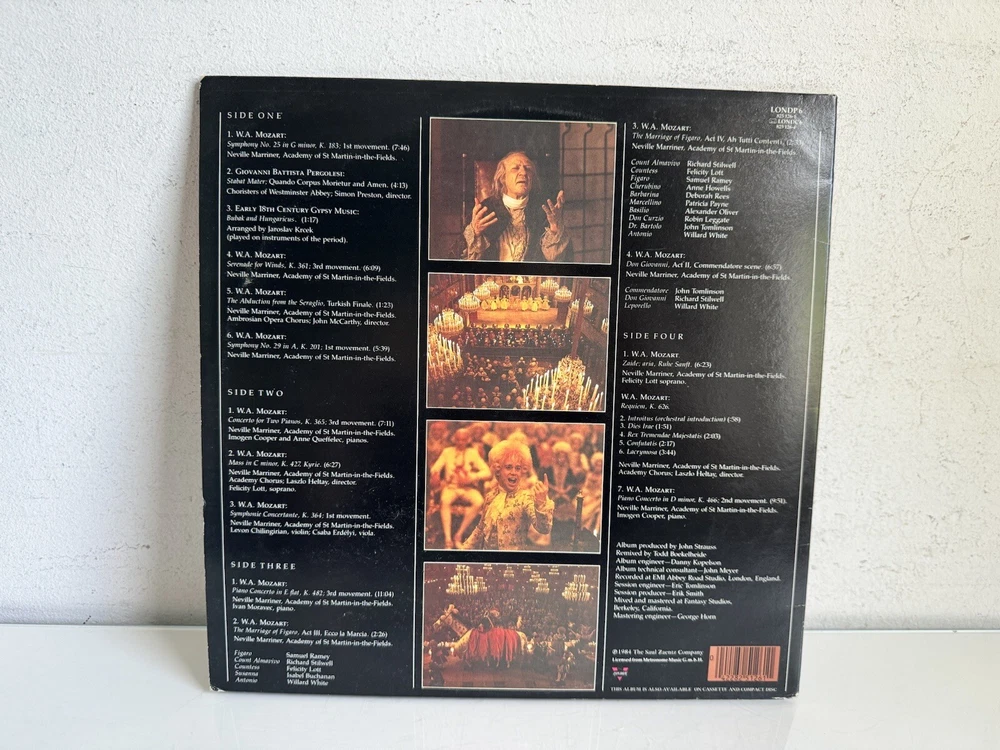 SIDE ONE
1. W.A. MOZART:
Symphony No. 25 in G minor, K. 183; 1st movement. (7:46)
Neville Marriner, Academy of St Martin-in-the-Fields.
2. GIOVANNI BATTISTA PERGOLESI:
Stabat Mater; Quando Corpus Morietur and Amen. (4:13)
Choristers of Westminster Abbey; Simon Preston, director.
3. EARLY 18TH CENTURY GYPSY MUSIC:
Bubak and Hungaricus. (1:17)
Arranged by Jaroslav Krcek
(played on instruments of the period).
4. W.A. MOZART:
Serenade for Winds, K. 361; 3rd movement. (6:09)
Neville Marriner, Academy of St Martin-in-the-Fields.
5. W.A. MOZART:
The Abduction from the Seraglio, Turkish Finale. (1:23)
Neville Marriner, Academy of St Martin-in-the-Fields.
Ambrosian Opera Chorus; John McCarthy, director.
6. W.A. MOZART:
Symphony No. 29 in A, K. 201; 1st movement. (5:39)
Neville Marriner, Academy of St Martin-in-the-Fields.
SIDE TWO
1. W.A. MOZART:
Concerto for Two Pianos, K. 365; 3rd movement. (7:11)
Neville Marriner, Academy of St Martin-in-the-Fields.
Imogen Cooper and Anne Queffelec, pianos.
2. W.A. MOZART:
Mass in C minor, K. 427, Kyrie. (6:27)
Neville Marriner, Academy of St Martin-in-the-Fields.
Academy Chorus; Laszlo Heltay, director.
Felicity Lott, soprano.
3. W.A. MOZART:
Symphonie Concertante, K. 364; 1st movement.
Neville Marriner, Academy of St Martin-in-the-Fields.
Levon Chilingirian, violin; Csaba Erdélyi, viola.
SIDE THREE
1. W.A. MOZART:
Piano Concerto in E flat, K. 482; 3rd movement. (11:04)
Neville Marriner, Academy of St Martin-in-the-Fields.
Ivan Moravec, piano.
2. W.A. MOZART:
The Marriage of Figaro, Act III, Ecco la Marcia. (2:26)
Neville Marriner, Academy of St Martin-in-the-Fields.
Figaro Samuel Ramey
Count Almavivo Richard Stilwell
Countess Felicity Lott
Susanna Isabel Buchanan
Antonio Willard White
LONDP 6
3. W.A. MOZART:
The Marriage of Figaro, Act IV, Ah Tutti Contenti.
Neville Marriner, Academy of St Martin-in-the-Fields.
Count Almavivo Richard Stilwell
Countess Felicity Lott
Figaro Samuel Ramey
Cherubino Anne Howells
Barbarina Deborah Rees
Marcellino Patricia Payne
Basilio Alexander Oliver
Don Curzio Robin Leggate
Dr. Bartolo John Tomlinson
Antonio Willard White
4. W.A. MOZART:
Don Giovanni, Act II, Commendatore scene. (6:57)
Neville Marriner, Academy of St Martin-in-the-Fields.
Commendatore John Tomlinson
Don Giovanni Richard Stilwell
Leporello Willard White
SIDE FOUR
1. W.A. MOZART
Zaide; aria, Ruhe Sanft. (6:23)
Neville Marriner, Academy of St Martin-in-the-Fields.
Felicity Lott soprano.
W.A. MOZART:
Requiem, K. 626.
2. Introitus (orchestral introduction) (:58)
3. Dies Irae (1:51)
4. Rex Tremendae Majestatis (2:03)
5. Confutatis (2:17)
6. Lacrymosa (3:44)
Neville Marriner, Academy of St Martin-in-the-Fields.
Academy Chorus; Laszlo Heltay, director.
7. W.A. MOZART:
Piano Concerto in D minor, K. 466; 2nd movement. (9:51).
Neville Marriner, Academy of St Martin-in-the-Fields.
Imogen Cooper, piano.
Album produced by John Strauss
Remixed by Todd Boekelheide
Album engineer—Danny Kopelson
Album technical consultant—John Meyer
Recorded at EMI Abbey Road Studio, London, England.
Session engineer—Eric Tomlinson
Session producer—Erik Smith
Mixed and mastered at Fantasy Studios,
Berkeley, California.
Mastering engineer—George Horn
℗1984 The Saul Zaentz Company
Licensed from Metronome Music G.m.b.H.
THIS ALBUM IS ALSO AVAILABLE ON CASSETTE AND COMPACT DISC